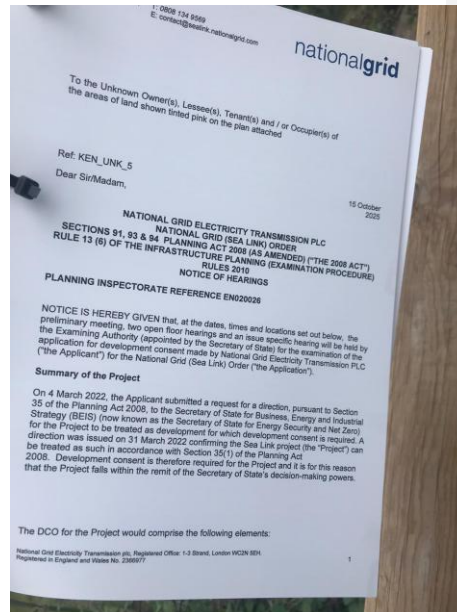 T: 0808 134 9569
E: contact@sealink.nationalgrid.com
nationalgrid
To the Unknown Owner(s), Lessee(s), Tenant(s) and / or Occupier(s) of
the areas of land shown tinted pink on the plan attached
Ref: KEN_UNK_5
Dear Sir/Madam,
15 October
2025
NATIONAL GRID ELECTRICITY TRANSMISSION PLC
NATIONAL GRID (SEA LINK) ORDER
SECTIONS 91, 93 & 94 PLANNING ACT 2008 (AS AMENDED) ("THE 2008 ACT")
RULE 13 (6) OF THE INFRASTRUCTURE PLANNING (EXAMINATION PROCEDURE)
RULES 2010
NOTICE OF HEARINGS
PLANNING INSPECTORATE REFERENCE EN020026
NOTICE IS HEREBY GIVEN that, at the dates, times and locations set out below, the
preliminary meeting, two open floor hearings and an issue specific hearing will be held by
the Examining Authority (appointed by the Secretary of State) for the examination of the
application for development consent made by National Grid Electricity Transmission PLC
("the Applicant") for the National Grid (Sea Link) Order ("the Application").
Summary of the Project
On 4 March 2022, the Applicant submitted a request for a direction, pursuant to Section
35 of the Planning Act 2008, to the Secretary of State for Business, Energy and Industrial
Strategy (BEIS) (now known as the Secretary of State for Energy Security and Net Zero)
for the Project to be treated as development for which development consent is required. A
direction was issued on 31 March 2022 confirming the Sea Link project (the "Project") can
be treated as such in accordance with Section 35(1) of the Planning Act
2008. Development consent is therefore required for the Project and it is for this reason
that the Project falls within the remit of the Secretary of State's decision-making powers.
The DCO for the Project would comprise the following elements:
National Grid Electricity Transmission plc, Registered Office: 1-3 Strand, London WC2N 5EH.
Registered in England and Wales No. 2366977
1